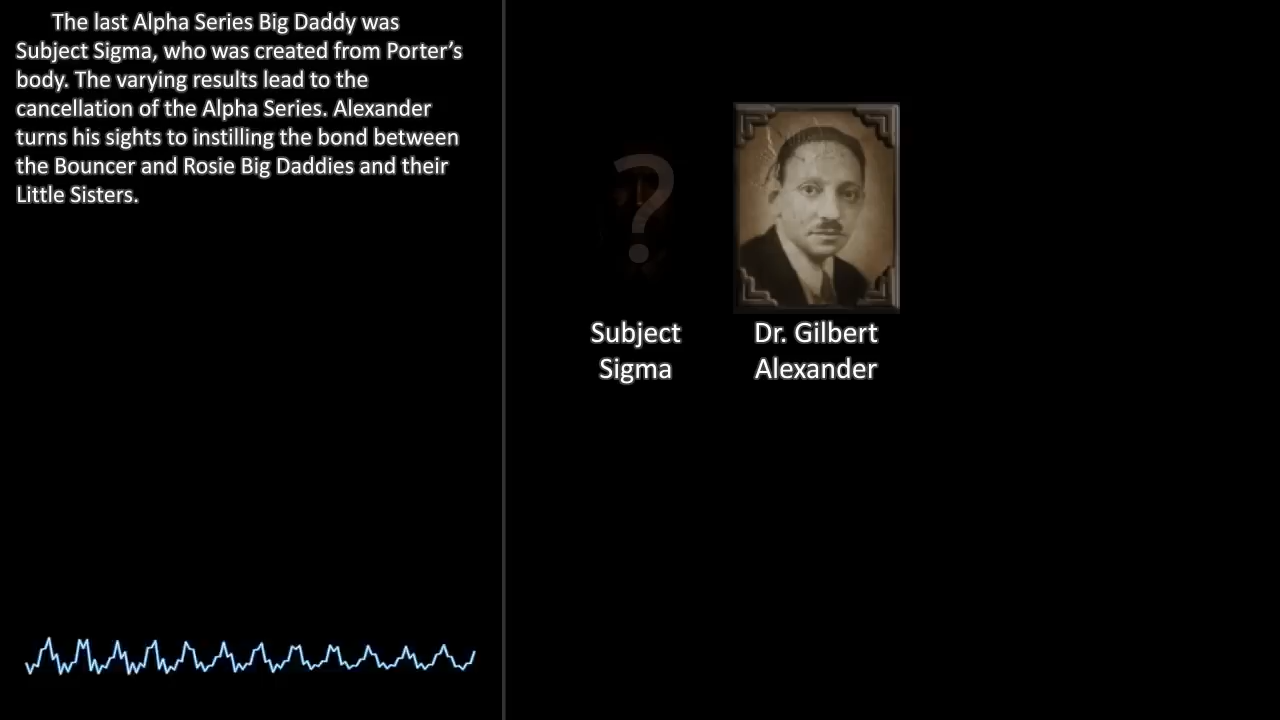 The last Alpha Series Big Daddy was
Subject Sigma, who was created from Porter’s
body. The varying results lead to the
cancellation of the Alpha Series. Alexander
turns his sights to instilling the bond between
the Bouncer and Rosie Big Daddies and their
Little Sisters.
?
Subject
Sigma
Dr. Gilbert
Alexander